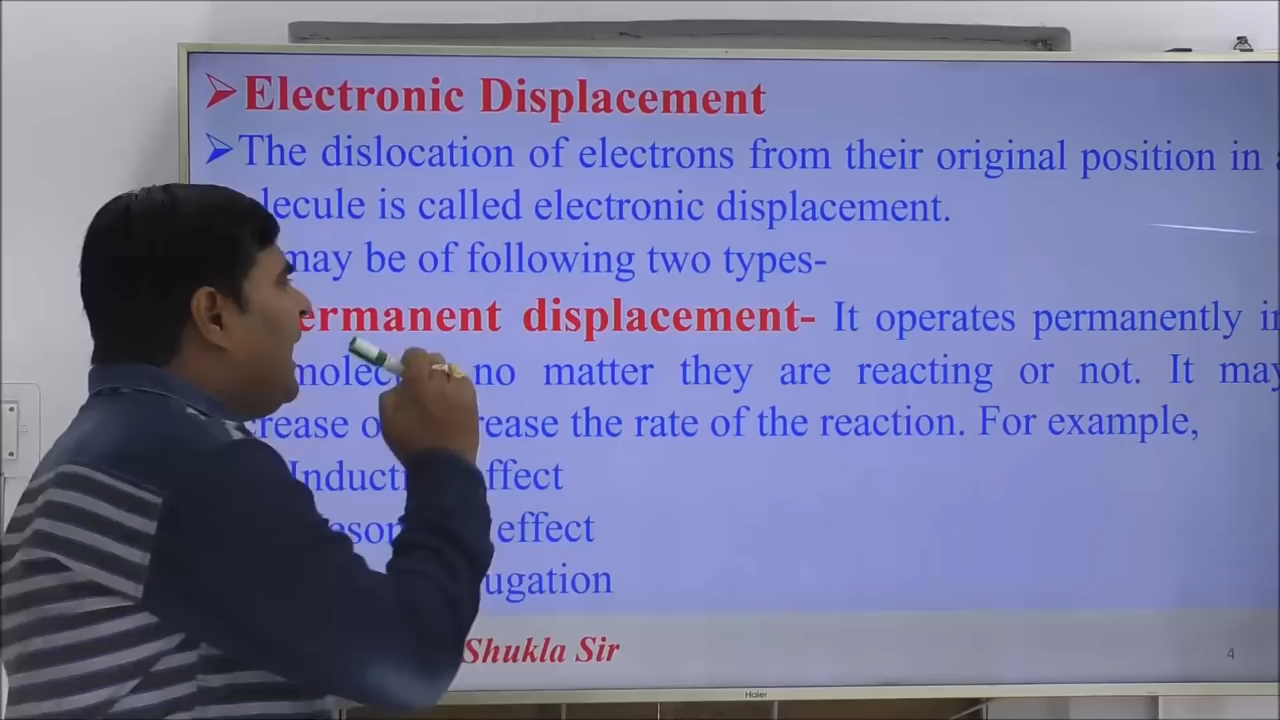 Electronic Displacement
The dislocation of electrons from their original position in
lecule is called electronic displacement.
may be of following two types-
ermanent displacement- It operates permanently in
molec no matter they are reacting or not. It may
crease o rease the rate of the reaction. For example,
Inducti ffect
eson effect
ugation
Shukla Sir
4
Haier